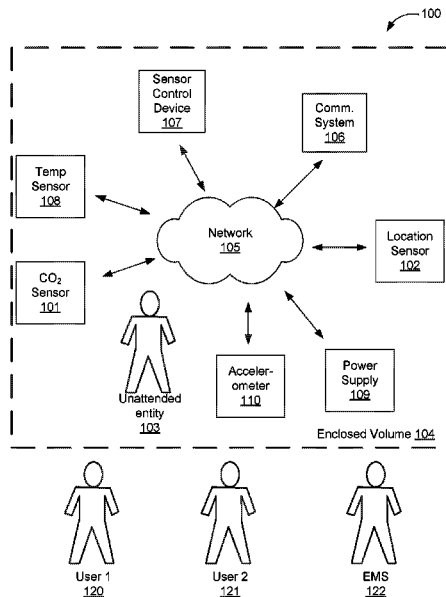 100
Sensor
Control
Device
107
Comm.
System
106
Temp
Sensor
108
Network
105
Location
Sensor
102
CO₂
Sensor
101
Unattended
entity
103
Acceler-
ometer
110
Power
Supply
109
Enclosed Volume 104
User 1
120
User 2
121
EMS
122